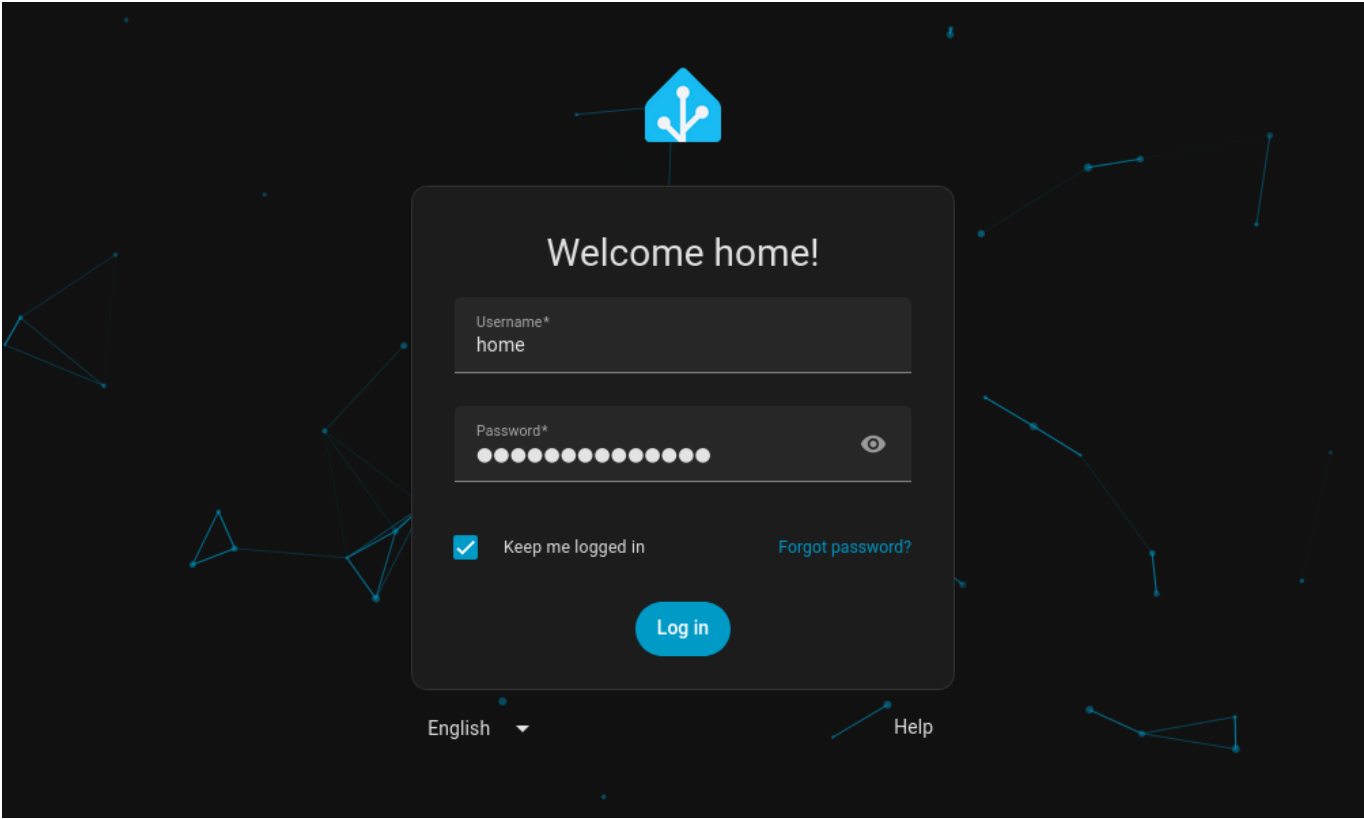 Welcome home!
Username*
home
Password*
●●●●●●●●●●●●●●
Keep me logged in
Forgot password?
Log in
English
Help